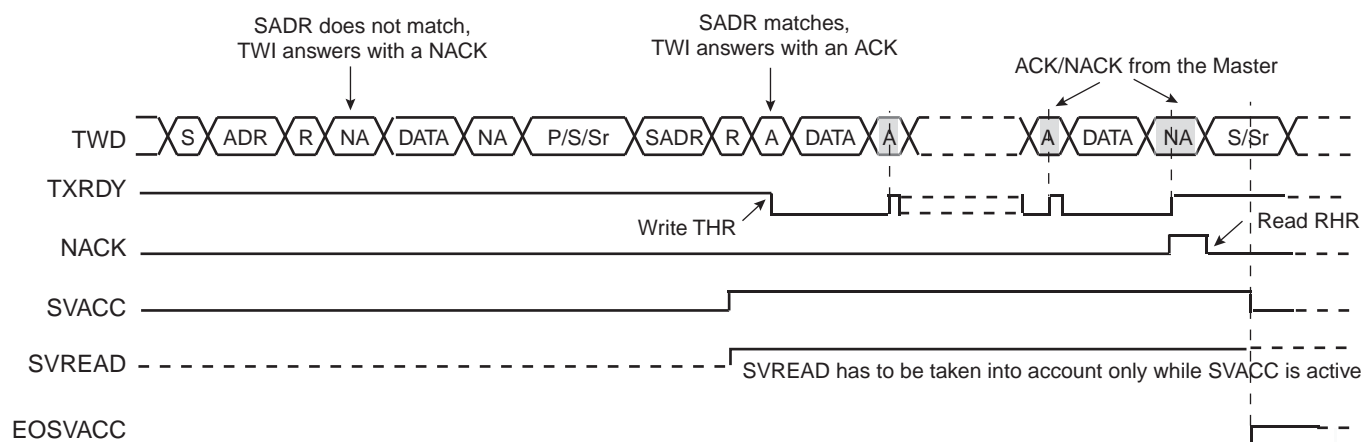 SADR does not match,
TWI answers with a NACK
SADR matches,
TWI answers with an ACK
ACK/NACK from the Master
TWD S ADR R NA DATA NA P/S/Sr SADR R A DATA A A DATA NA S/Sr
TXRDY
Write THR
Read RHR
NACK
SVACC
SVREAD
SVREAD has to be taken into account only while SVACC is active
EOSVACC